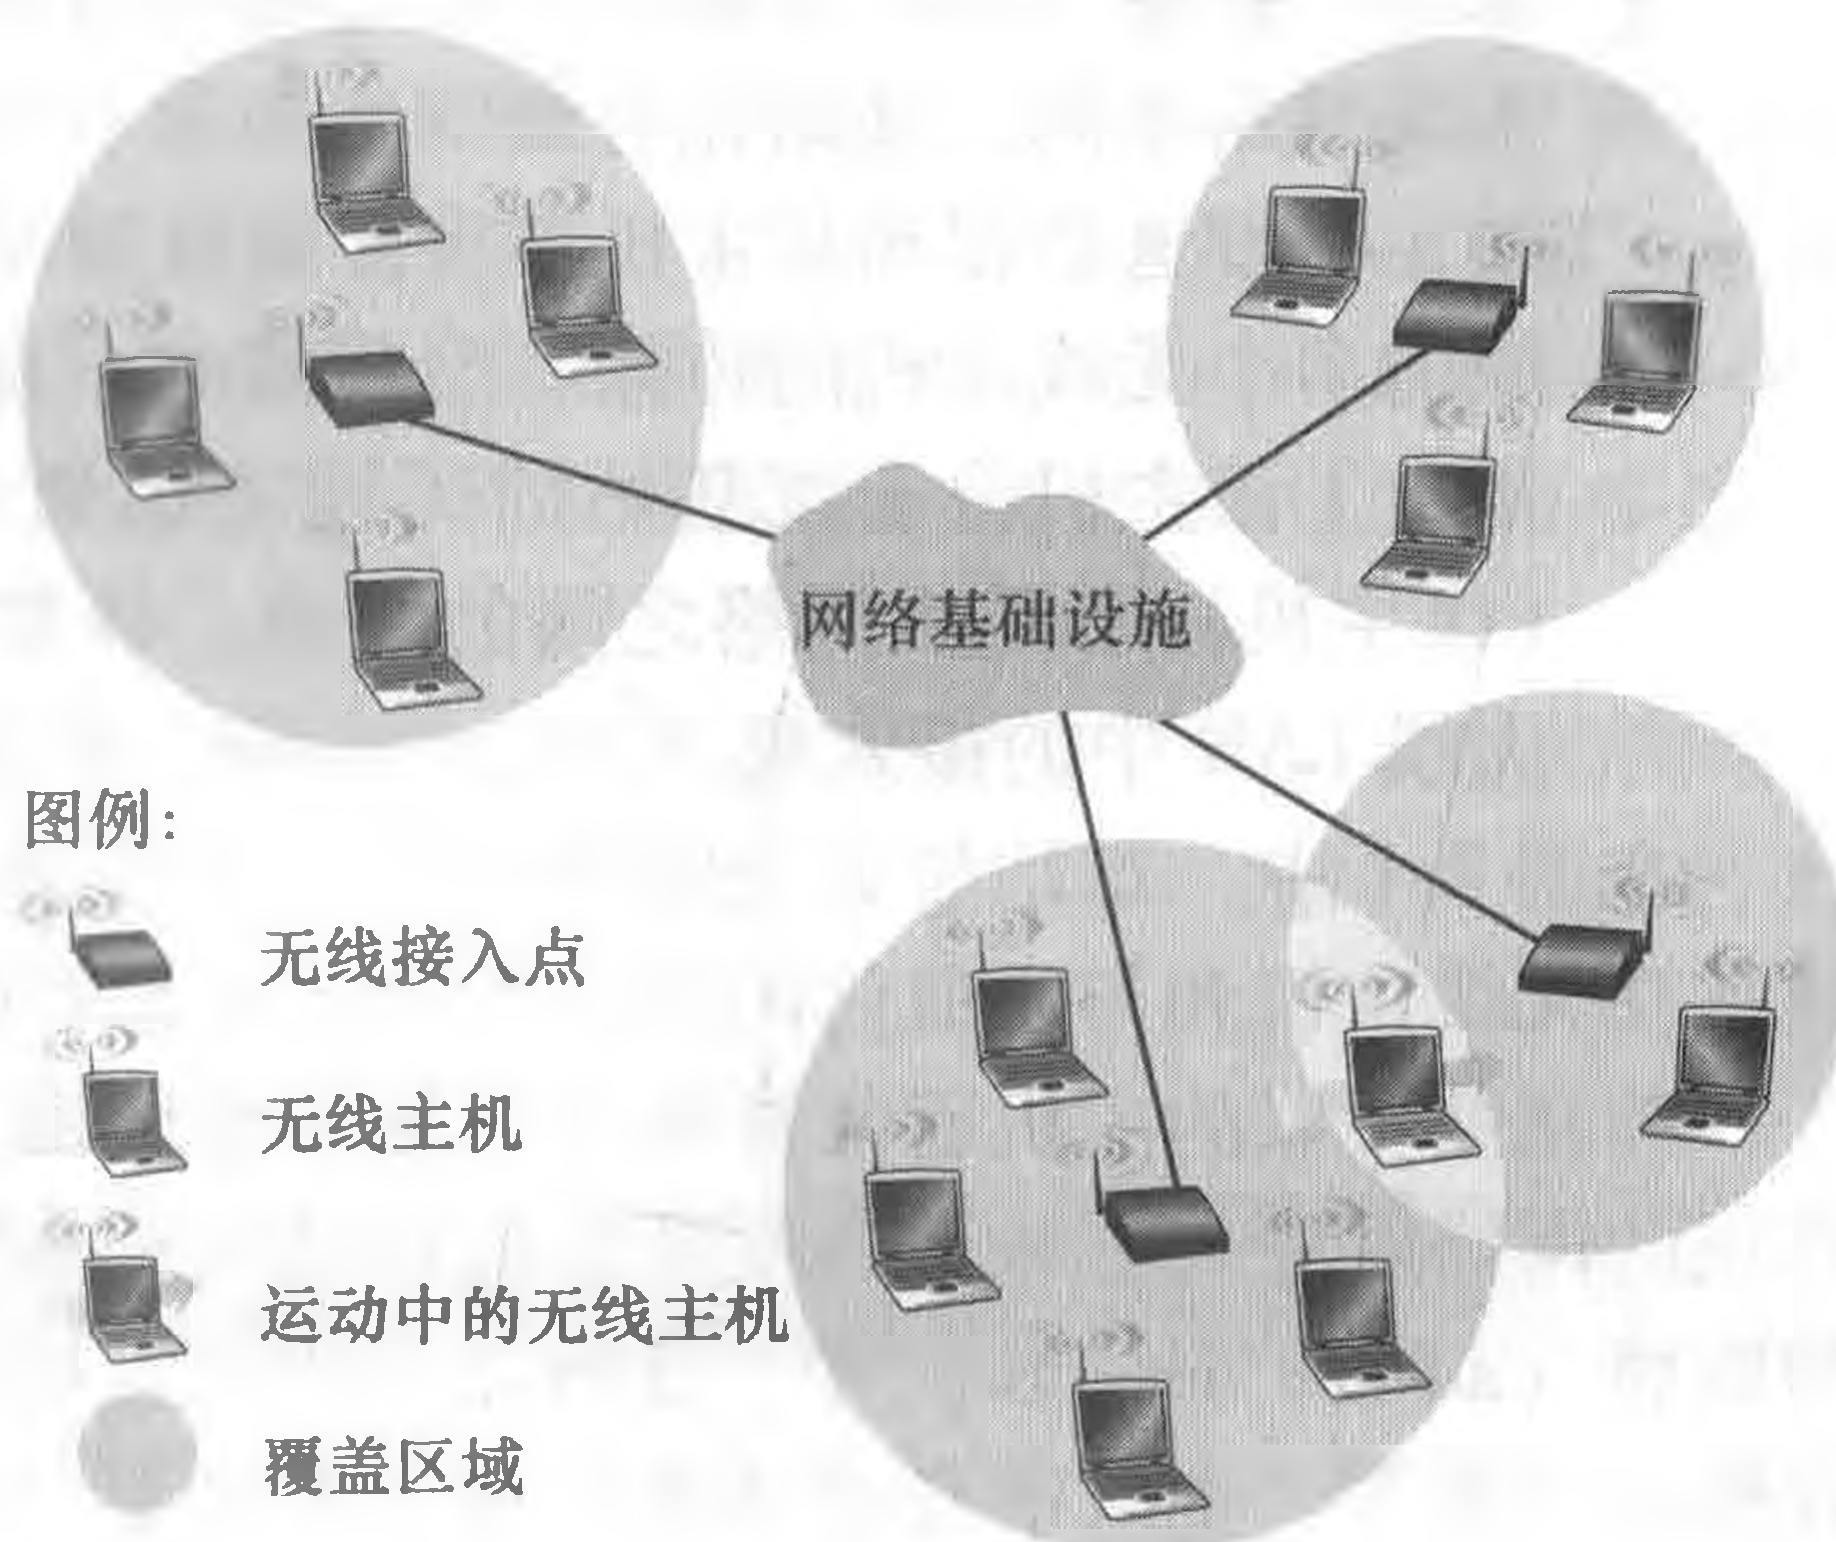 网络基础设施
图例：
无线接入点
无线主机
运动中的无线主机
覆盖区域